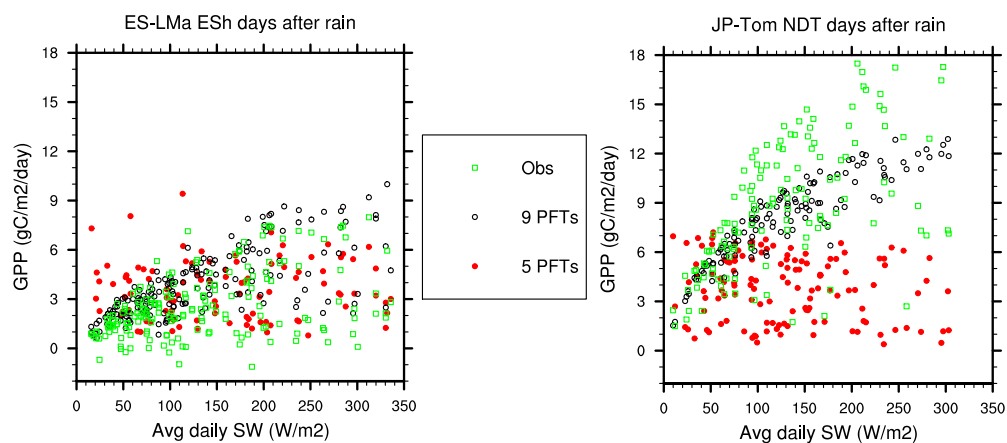 ES-LMa ESh days after rain
18
15
12
9
6
3
0
GPP (gC/m2/day)
0 50 100 150 200 250 300 350
Avg daily SW (W/m2)
Obs
9 PFTs
5 PFTs
JP-Tom NDT days after rain
18
15
12
9
6
3
0
GPP (gC/m2/day)
0 50 100 150 200 250 300 350
Avg daily SW (W/m2)